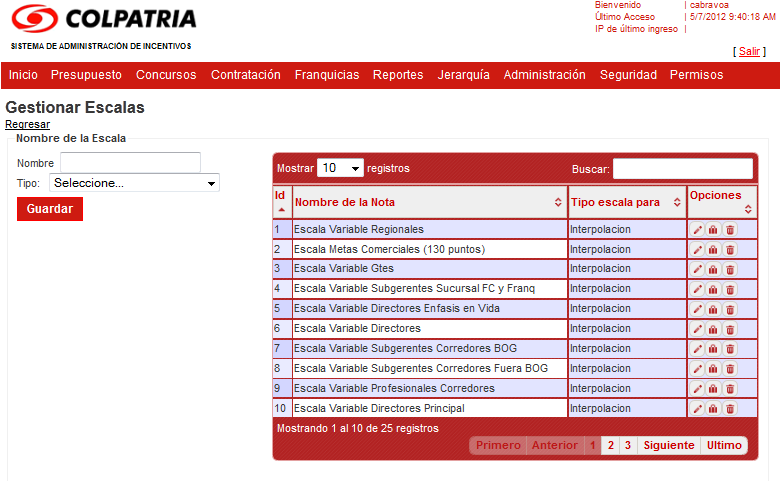 COLPATRIA
SISTEMA DE ADMINISTRACIÓN DE INCENTIVOS
Bienvenido | cabravoa
Último Acceso | 5/7/2012 9:40:18 AM
IP de último ingreso |
[ Salir ]
Inicio Presupuesto Concursos Contratación Franquicias Reportes Jerarquía Administración Seguridad Permisos
Gestionar Escalas
Regresar
Nombre de la Escala
Nombre
Tipo: Seleccione...
Guardar
Mostrar 10 registros Buscar:
Id Nombre de la Nota Tipo escala para Opciones
1 Escala Variable Regionales Interpolacion
2 Escala Metas Comerciales (130 puntos) Interpolacion
3 Escala Variable Gtes Interpolacion
4 Escala Variable Subgerentes Sucursal FC y Franq Interpolacion
5 Escala Variable Directores Enfasis en Vida Interpolacion
6 Escala Variable Directores Interpolacion
7 Escala Variable Subgerentes Corredores BOG Interpolacion
8 Escala Variable Subgerentes Corredores Fuera BOG Interpolacion
9 Escala Variable Profesionales Corredores Interpolacion
10 Escala Variable Directores Principal Interpolacion
Mostrando 1 al 10 de 25 registros
Primero Anterior 1 2 3 Siguiente Ultimo